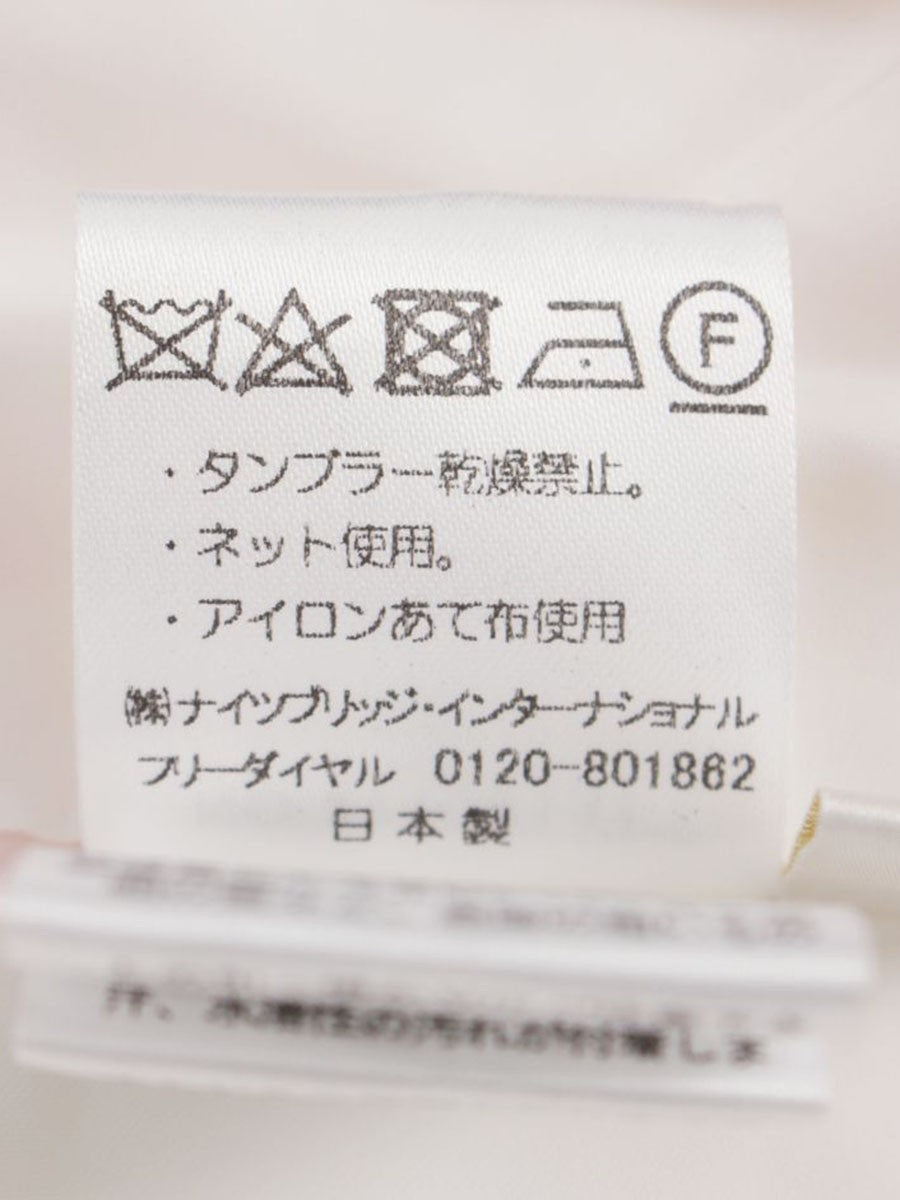 F
・タンブラー乾燥禁止。
・ネット使用。
・アイロンあて布使用
(株)ナイツブリッジ・インターナショナル
フリーダイヤル 0120-801862
日本製
汁、水溶性の汚れが付着しま